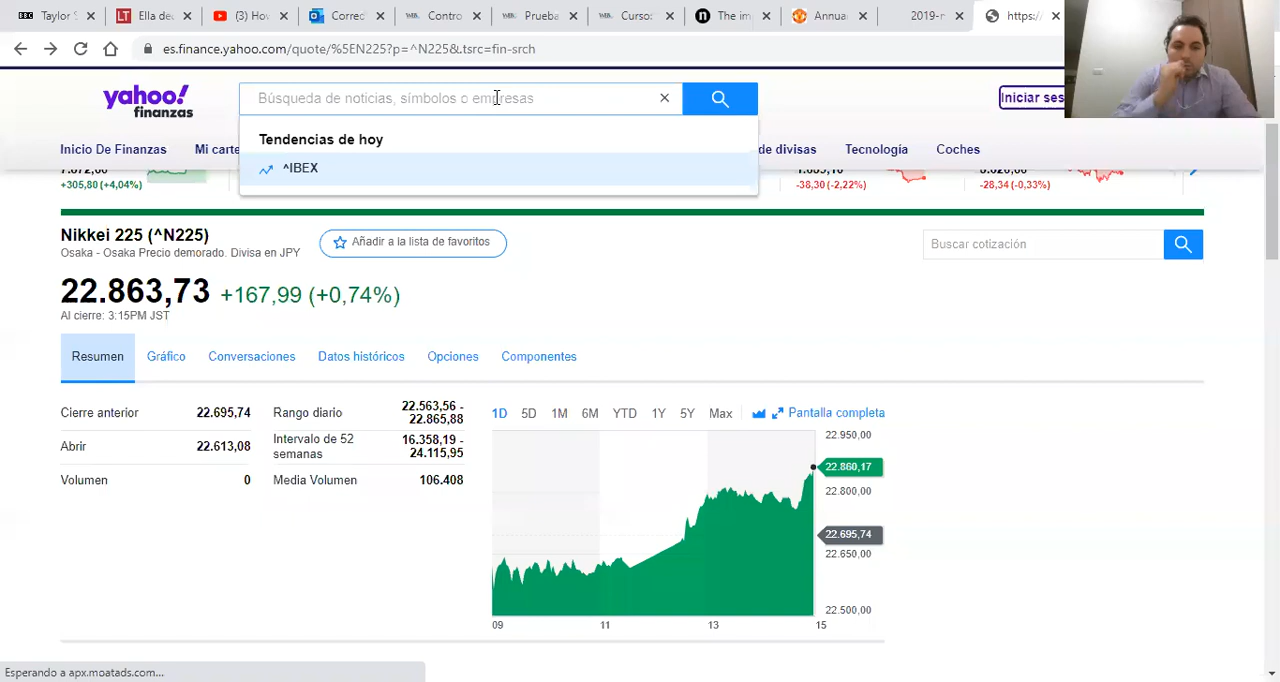 BBC Taylor S
LT Ella dec
(3) How
Correc
Contro
Prueba
Curso:
The im
Annuar
2019-n
https://
es.finance.yahoo.com/quote/%5EN225?p=^N225&.tsrc=fin-srch
yahoo!
finanzas
Búsqueda de noticias, símbolos o empresas
Iniciar ses
Tendencias de hoy
^IBEX
Inicio De Finanzas
Mi carte
de divisas
Tecnología
Coches
+305,80 (+4,04%)
-38,30 (-2,22%)
-28,34 (-0,33%)
Nikkei 225 (^N225)
Osaka - Osaka Precio demorado. Divisa en JPY
Añadir a la lista de favoritos
Buscar cotización
22.863,73 +167,99 (+0,74%)
Al cierre: 3:15PM JST
Resumen Gráfico Conversaciones Datos históricos Opciones Componentes
Cierre anterior 22.695,74
Abrir 22.613,08
Volumen 0
Rango diario 22.563,56 -
22.865,88
Intervalo de 52 16.358,19 -
semanas 24.115,95
Media Volumen 106.408
1D 5D 1M 6M YTD 1Y 5Y Max Pantalla completa
22.950,00
22.860,17
22.800,00
22.695,74
22.650,00
22.500,00
09 11 13 15
Esperando a apx.moatads.com...